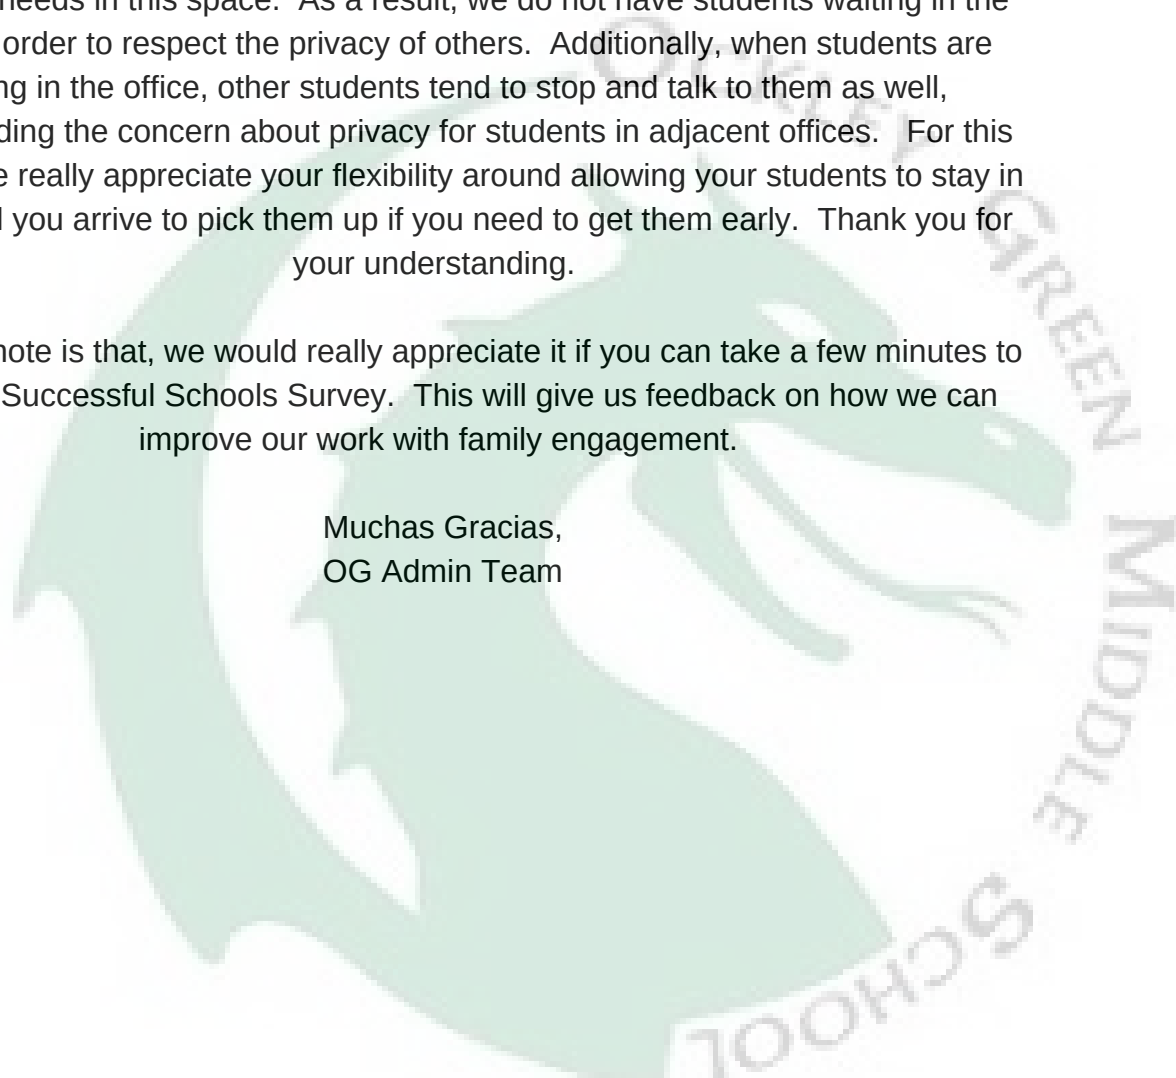 needs in this space. As a result, we do not have students waiting in the
order to respect the privacy of others. Additionally, when students are
ng in the office, other students tend to stop and talk to them as well,
ding the concern about privacy for students in adjacent offices. For this
e really appreciate your flexibility around allowing your students to stay in
l you arrive to pick them up if you need to get them early. Thank you for
your understanding.
note is that, we would really appreciate it if you can take a few minutes to
Successful Schools Survey. This will give us feedback on how we can
improve our work with family engagement.
Muchas Gracias,
OG Admin Team
OCKLEY GREEN MIDDLE SCHOOL